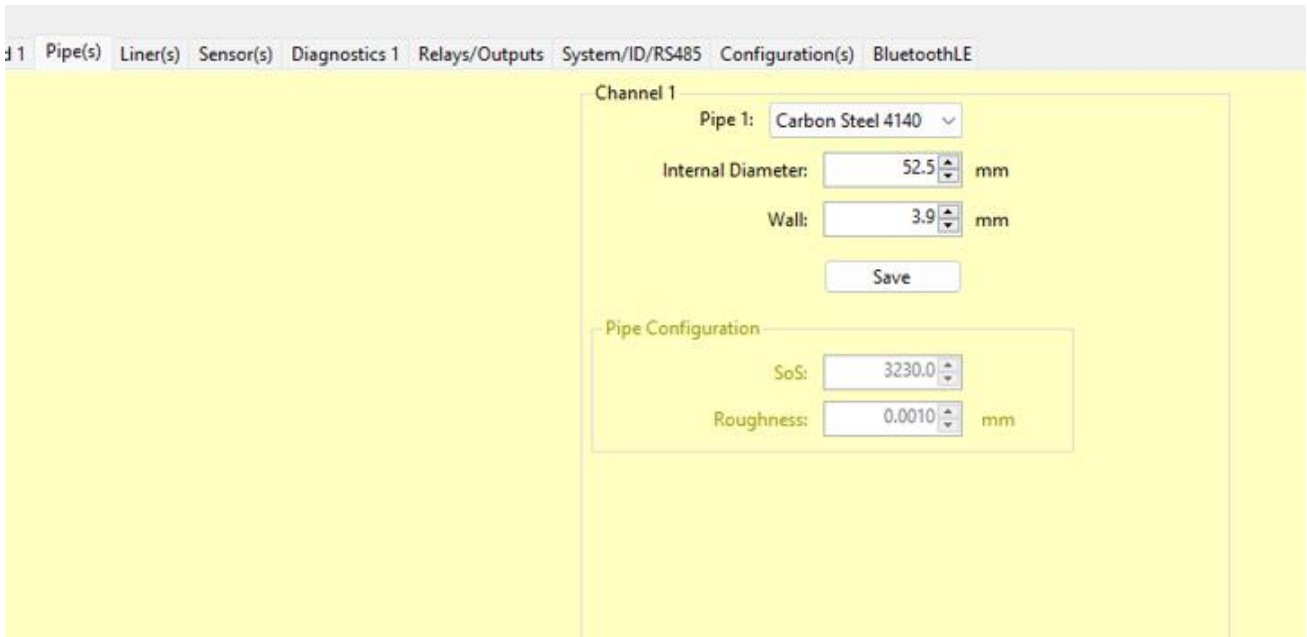 d 1 Pipe(s) Liner(s) Sensor(s) Diagnostics 1 Relays/Outputs System/ID/RS485 Configuration(s) BluetoothLE
Channel 1
Pipe 1: Carbon Steel 4140
Internal Diameter: 52.5 mm
Wall: 3.9 mm
Save
Pipe Configuration
SoS: 3230.0
Roughness: 0.0010 mm